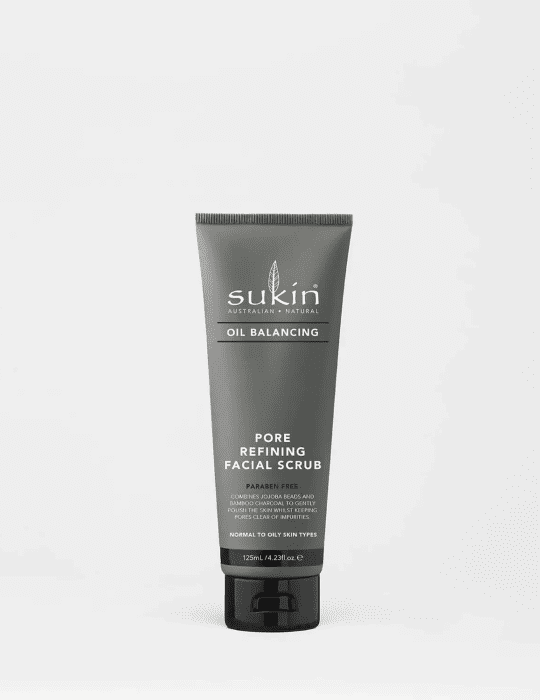 sukin®
AUSTRALIAN • NATURAL
OIL BALANCING
PORE
REFINING
FACIAL SCRUB
PARABEN FREE
COMBINES JOJOBA BEADS AND
BAMBOO CHARCOAL TO GENTLY
POLISH THE SKIN WHILST KEEPING
PORES CLEAR OF IMPURITIES.
NORMAL TO OILY SKIN TYPES
125mL /4.23fl.oz. ℮